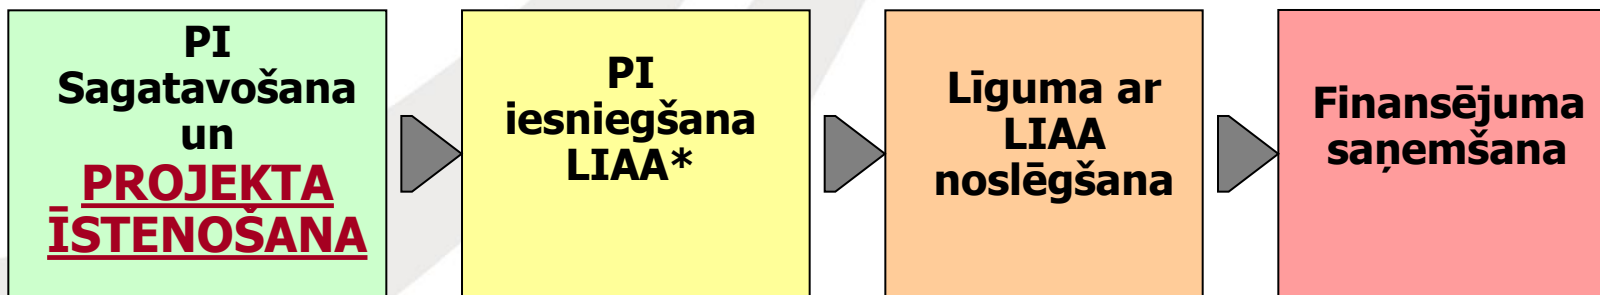 PI
Sagatavošana
un
PROJEKTA
ĪSTENOŠANA
PI
iesniegšana
LIAA*
Līguma ar
LIAA
noslēgšana
Finansējuma
saņemšana